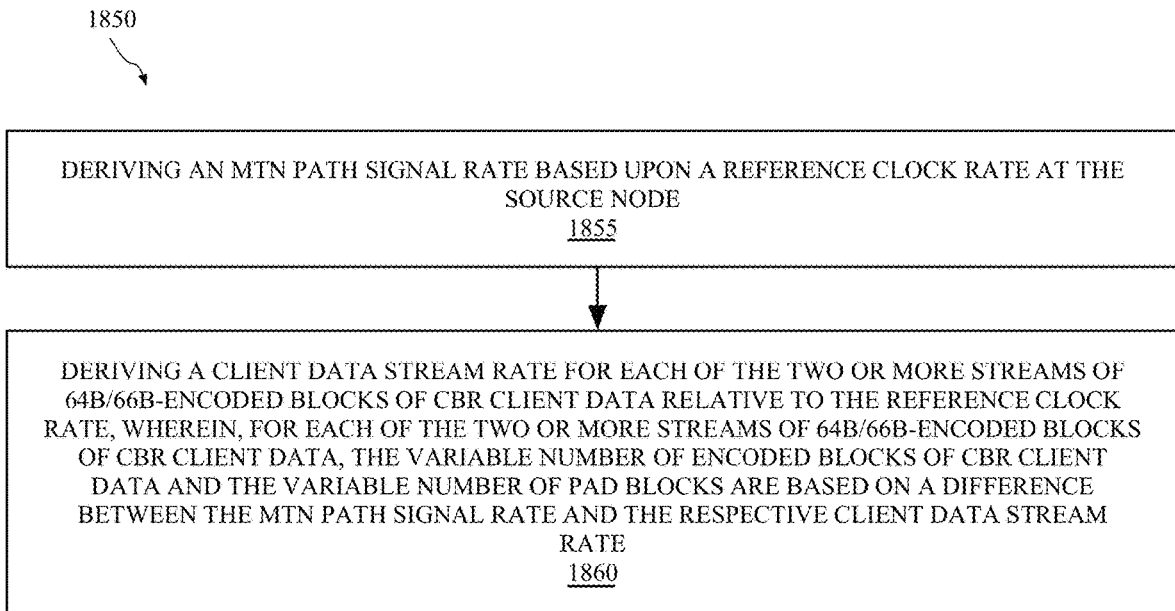 1850
DERIVING AN MTN PATH SIGNAL RATE BASED UPON A REFERENCE CLOCK RATE AT THE
SOURCE NODE
1855
DERIVING A CLIENT DATA STREAM RATE FOR EACH OF THE TWO OR MORE STREAMS OF
64B/66B-ENCODED BLOCKS OF CBR CLIENT DATA RELATIVE TO THE REFERENCE CLOCK
RATE, WHEREIN, FOR EACH OF THE TWO OR MORE STREAMS OF 64B/66B-ENCODED BLOCKS
OF CBR CLIENT DATA, THE VARIABLE NUMBER OF ENCODED BLOCKS OF CBR CLIENT
DATA AND THE VARIABLE NUMBER OF PAD BLOCKS ARE BASED ON A DIFFERENCE
BETWEEN THE MTN PATH SIGNAL RATE AND THE RESPECTIVE CLIENT DATA STREAM
RATE
1860